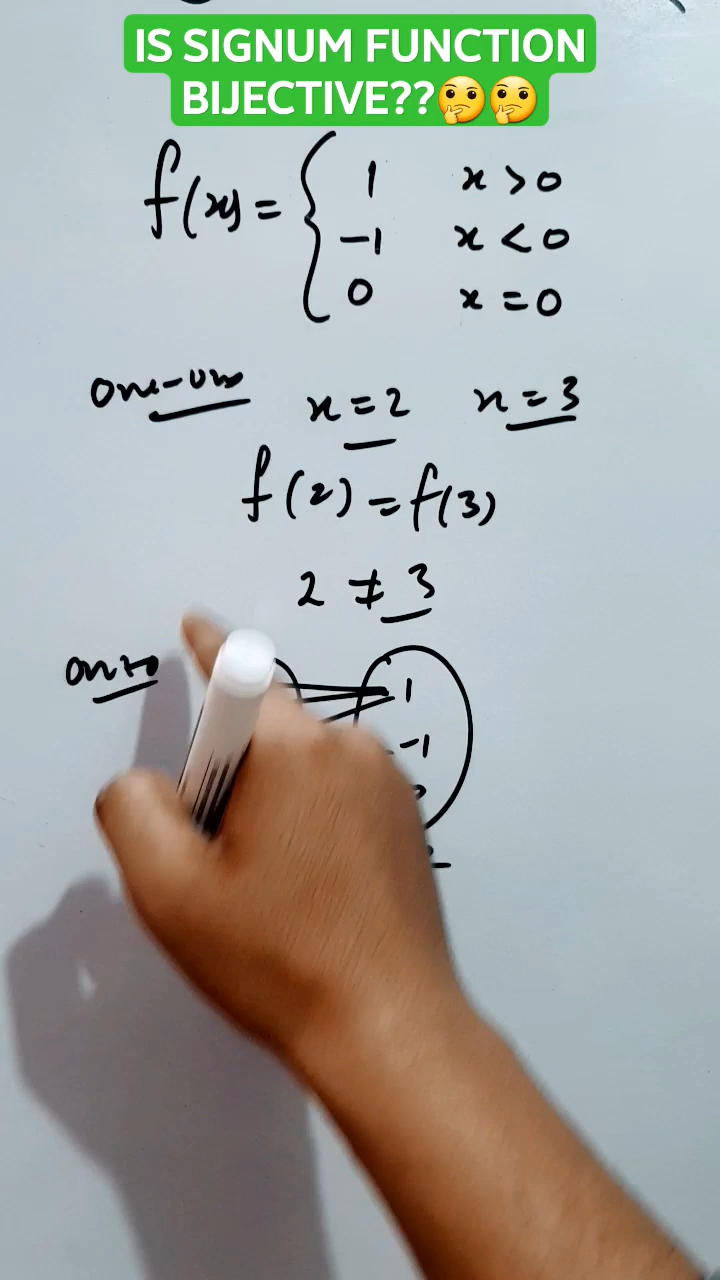 IS SIGNUM FUNCTION
BIJECTIVE??🤔🤔
f(x) = { 1 x > 0
-1 x < 0
0 x = 0
one-one x = 2 x = 3
f(2) = f(3)
2 ≠ 3
onto
1
-1